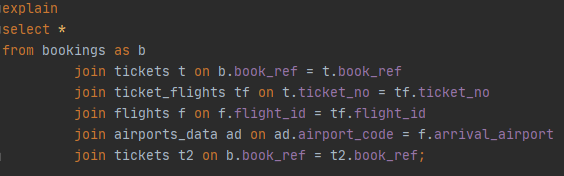 explain
select *
from bookings as b
join tickets t on b.book_ref = t.book_ref
join ticket_flights tf on t.ticket_no = tf.ticket_no
join flights f on f.flight_id = tf.flight_id
join airports_data ad on ad.airport_code = f.arrival_airport
join tickets t2 on b.book_ref = t2.book_ref;